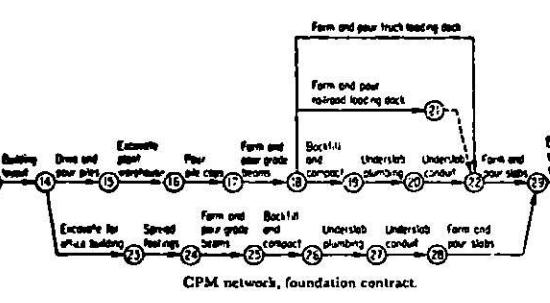 Form and pour truck loading dock
Form and pour
railroad loading dock
21
Building
layout
Drive and
pour piles
Excavate
plant
warehouse
Pour
pile caps
Form and
pour grade
beams
Backfill
and
compact
Underslab
plumbing
Underslab
conduit
Form and
pour slabs
14
15
16
17
18
19
20
22
29
Excavate for
office building
Spread
footings
Form and
pour grade
beams
Backfill
and
compact
Underslab
plumbing
Underslab
conduit
Form and
pour slabs
23
24
25
26
27
28
CPM network, foundation contract.